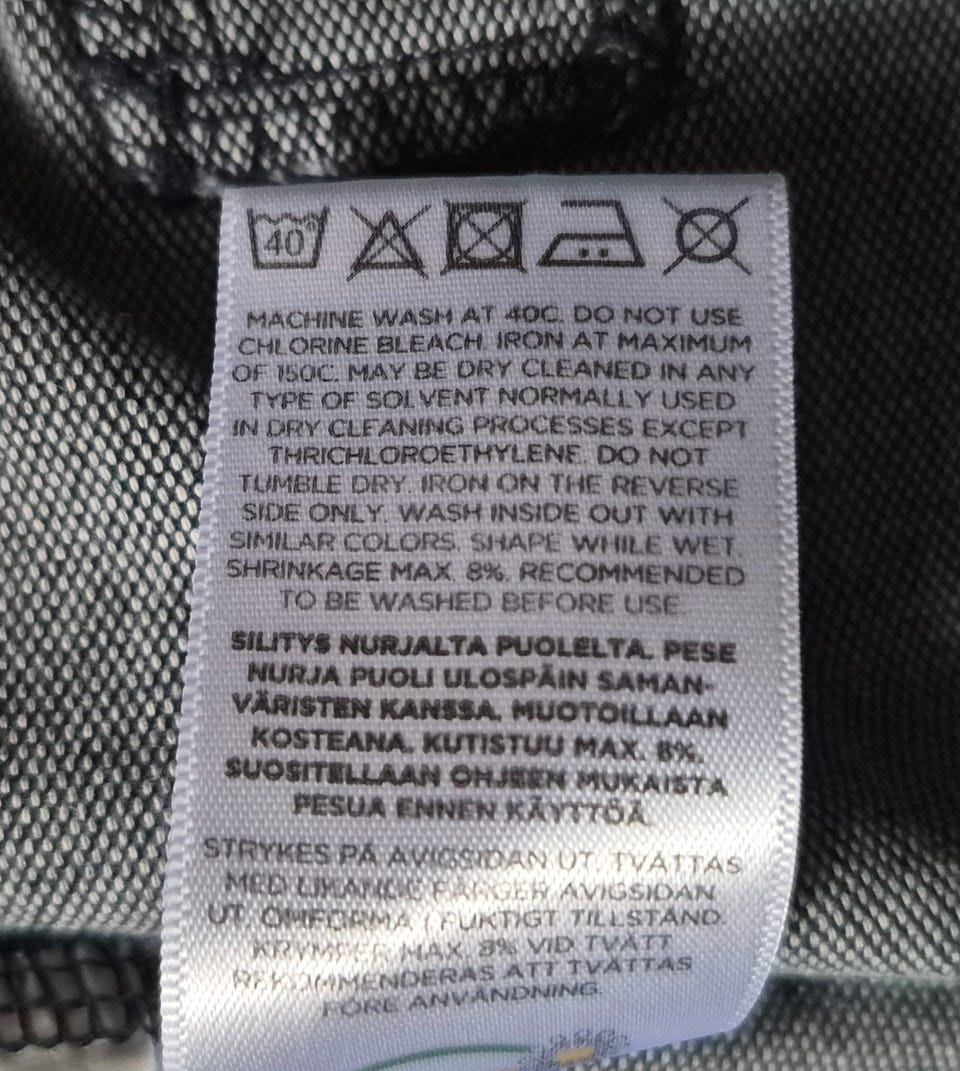 40°
MACHINE WASH AT 40C. DO NOT USE
CHLORINE BLEACH. IRON AT MAXIMUM
OF 150C. MAY BE DRY CLEANED IN ANY
TYPE OF SOLVENT NORMALLY USED
IN DRY CLEANING PROCESSES EXCEPT
THRICHLOROETHYLENE. DO NOT
TUMBLE DRY. IRON ON THE REVERSE
SIDE ONLY. WASH INSIDE OUT WITH
SIMILAR COLORS. SHAPE WHILE WET.
SHRINKAGE MAX. 8%. RECOMMENDED
TO BE WASHED BEFORE USE.
SILITYS NURJALTA PUOLELTA. PESE
NURJA PUOLI ULOSPÄIN SAMAN-
VÄRISTEN KANSSA. MUOTOILLAAN
KOSTEANA. KUTISTUU MAX. 8%.
SUOSITELLAAN OHJEEN MUKAISTA
PESUA ENNEN KÄYTTÖÄ.
STRYKES PÅ AVIGSIDAN UT. TVÄTTAS
MED LIKANDE FÄRGER AVIGSIDAN
UT. OMFORMA I FUKTIGT TILLSTÅND.
KRYMPER MAX. 8% VID TVÄTT
REKOMMENDERAS ATT TVÄTTAS
FÖRE ANVÄNDNING.